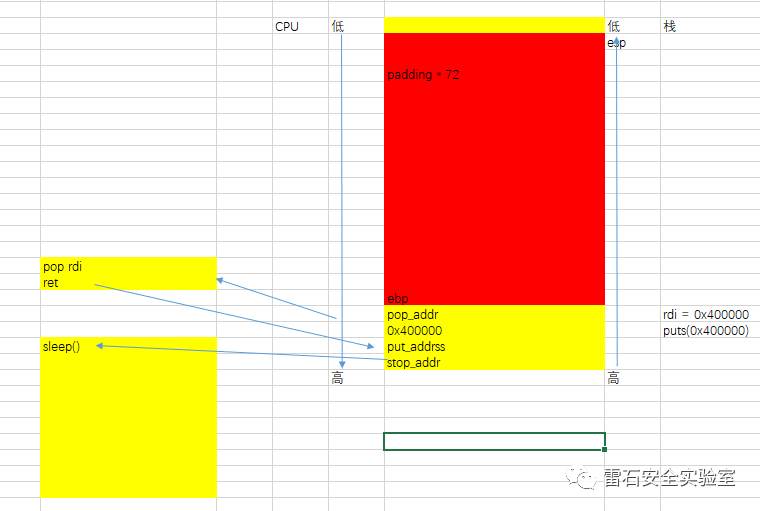 CPU 低 低 栈
esp
padding * 72
pop rdi
ret
ebp
pop_addr rdi = 0x400000
0x400000 puts(0x400000)
sleep() put_addrss
stop_addr
高 高
雷石安全实验室